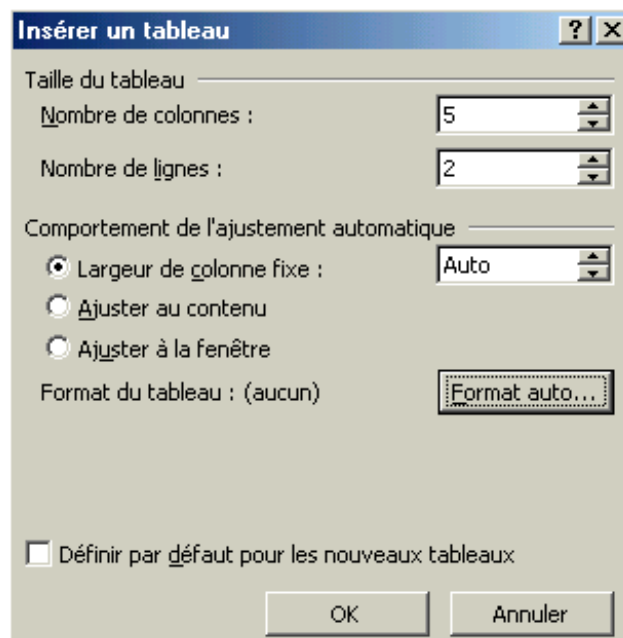 Insérer un tableau
Taille du tableau
Nombre de colonnes : 5
Nombre de lignes : 2
Comportement de l'ajustement automatique
Largeur de colonne fixe : Auto
Ajuster au contenu
Ajuster à la fenêtre
Format du tableau : (aucun) Format auto...
Définir par défaut pour les nouveaux tableaux
OK Annuler